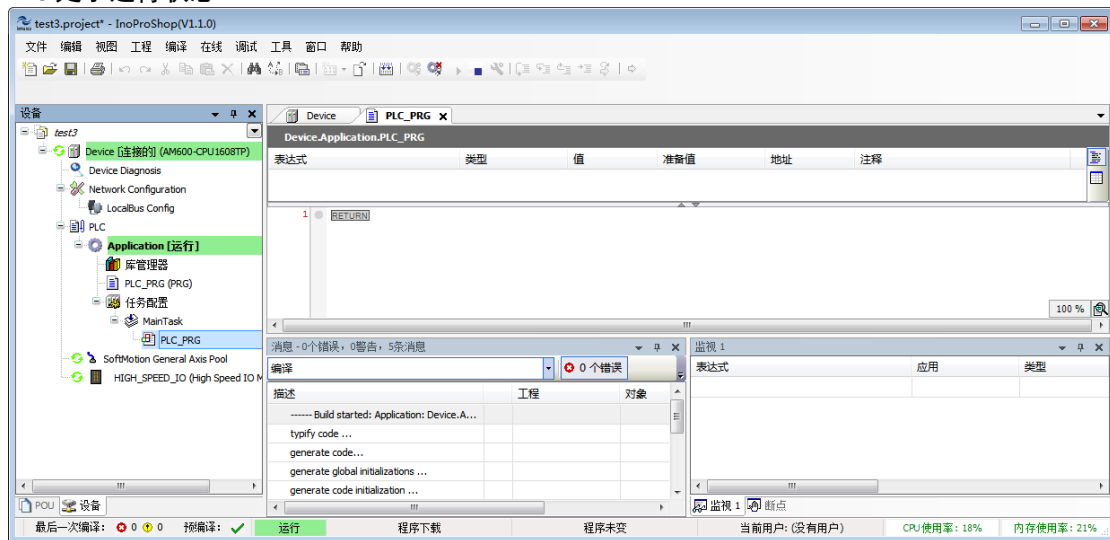 test3.project* - InoProShop(V1.1.0)
文件 编辑 视图 工程 编译 在线 调试 工具 窗口 帮助
设备
test3
Device [连接的] (AM600-CPU1608TP)
Device Diagnosis
Network Configuration
LocalBus Config
PLC
Application [运行]
库管理器
PLC_PRG (PRG)
任务配置
MainTask
PLC_PRG
SoftMotion General Axis Pool
HIGH_SPEED_IO (High Speed IO M
POU 设备
Device PLC_PRG
Device.Application.PLC_PRG
表达式 类型 值 准备值 地址 注释
1 RETURN
100 %
消息 - 0个错误，0警告，5条消息
编译 0 个错误
描述 工程 对象
------ Build started: Application: Device.A...
typify code ...
generate code...
generate global initializations ...
generate code initialization ...
监视 1
表达式 应用 类型
监视 1 断点
最后一次编译： 0 0 预编译： 运行 程序下载 程序未变 当前用户: (没有用户) CPU使用率: 18% 内存使用率: 21%